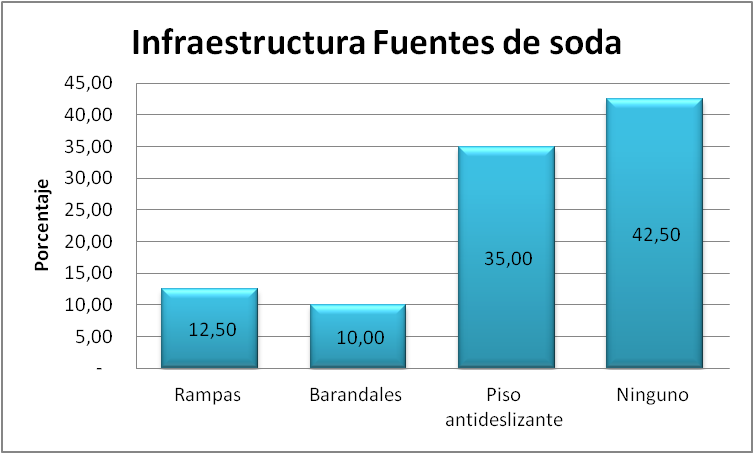 Infraestructura Fuentes de soda
45,00
40,00
35,00
30,00
25,00
20,00
15,00
10,00
5,00
-
Porcentaje
12,50
10,00
35,00
42,50
Rampas
Barandales
Piso
antideslizante
Ninguno